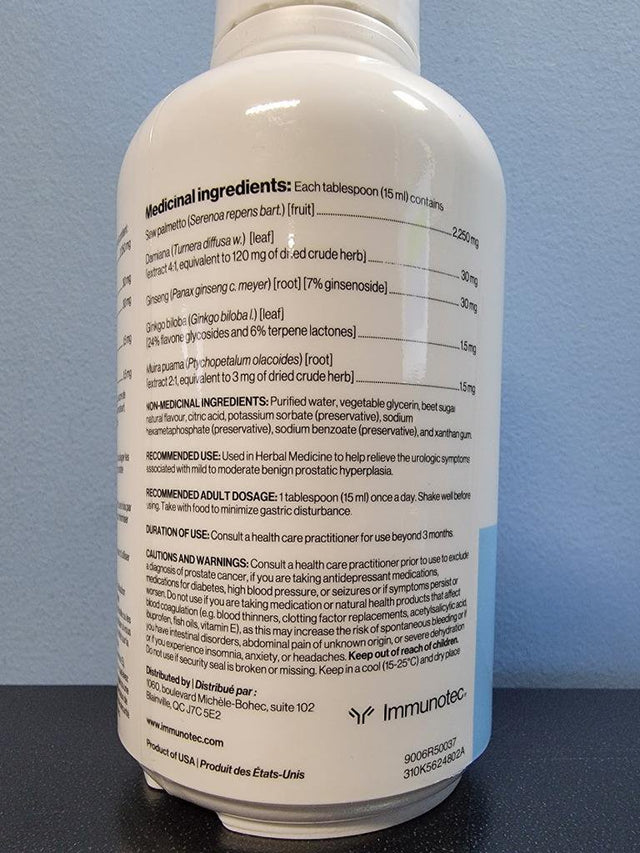 Medicinal ingredients: Each tablespoon (15 ml) contains
Saw palmetto (Serenoa repens bart.) [fruit] 2,250 mg
Damiana (Turnera diffusa w.) [leaf]
(extract 4:1, equivalent to 120 mg of dried crude herb] 30 mg
Ginseng (Panax ginseng c. meyer) [root] [7% ginsenoside] 30 mg
Ginkgo biloba (Ginkgo biloba l.) [leaf]
[24% flavone glycosides and 6% terpene lactones] 1.5 mg
Muira puama (Ptychopetalum olacoides) [root]
(extract 2:1, equivalent to 3 mg of dried crude herb] 1.5 mg
NON-MEDICINAL INGREDIENTS: Purified water, vegetable glycerin, beet sugar
natural flavour, citric acid, potassium sorbate (preservative), sodium
hexametaphosphate (preservative), sodium benzoate (preservative), and xanthan gum.
RECOMMENDED USE: Used in Herbal Medicine to help relieve the urologic symptoms
associated with mild to moderate benign prostatic hyperplasia.
RECOMMENDED ADULT DOSAGE: 1 tablespoon (15 ml) once a day. Shake well before
using. Take with food to minimize gastric disturbance.
DURATION OF USE: Consult a health care practitioner for use beyond 3 months.
CAUTIONS AND WARNINGS: Consult a health care practitioner prior to use to exclude
a diagnosis of prostate cancer, if you are taking antidepressant medications,
medications for diabetes, high blood pressure, or seizures or if symptoms persist or
worsen. Do not use if you are taking medication or natural health products that affect
blood coagulation (e.g. blood thinners, clotting factor replacements, acetylsalicylic acid,
ibuprofen, fish oils, vitamin E), as this may increase the risk of spontaneous bleeding or if
you have intestinal disorders, abdominal pain of unknown origin, or severe dehydration
or if you experience insomnia, anxiety, or headaches. Keep out of reach of children.
Do not use if security seal is broken or missing. Keep in a cool (15-25°C) and dry place
Distributed by | Distribué par :
1060, boulevard Michèle-Bohec, suite 102
Blainville, QC J7C 5E2
Immunotec
www.immunotec.com
Product of USA | Produit des États-Unis
9006R50037
310K5624802A